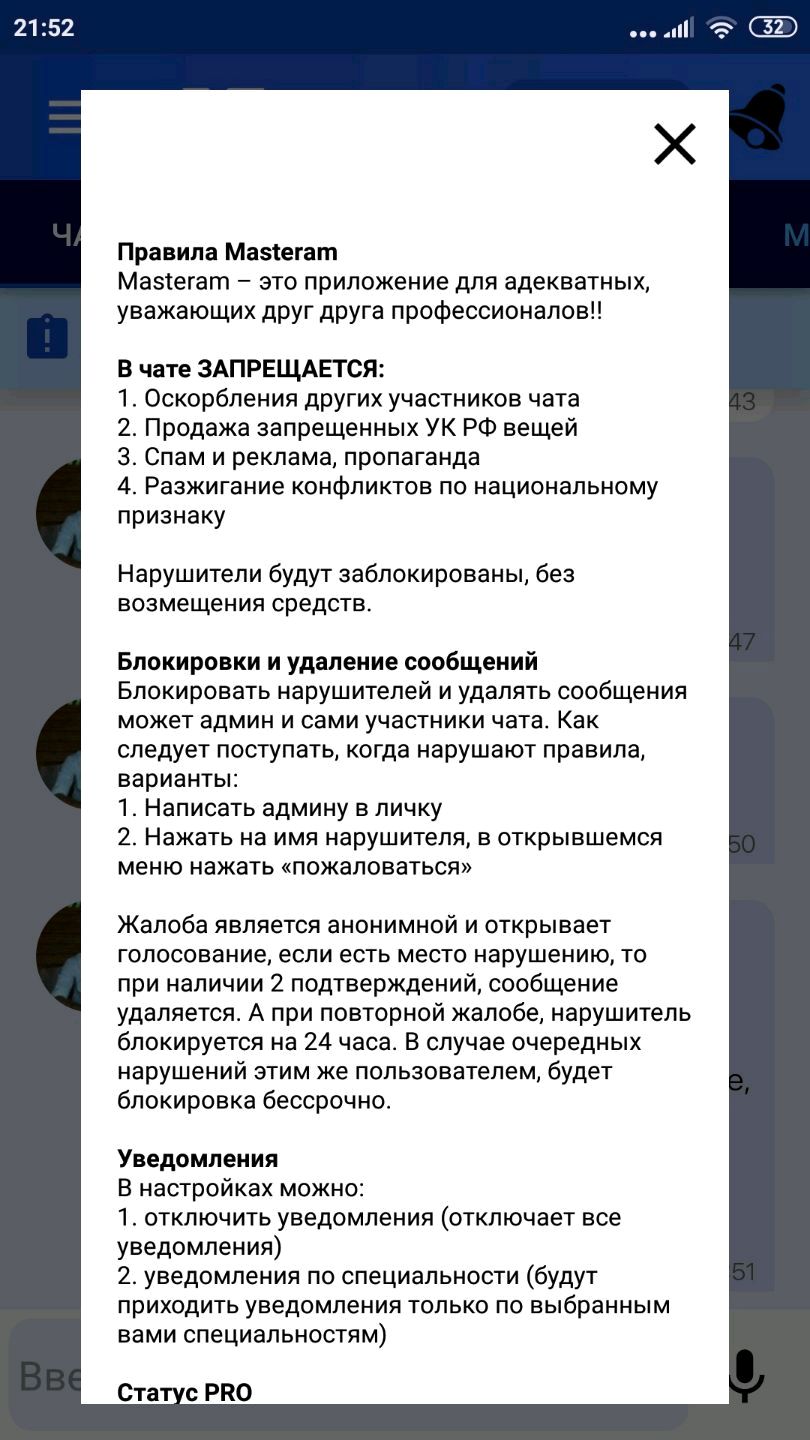 21:52
32
Правила Masteram
Masteram – это приложение для адекватных,
уважающих друг друга профессионалов!!
В чате ЗАПРЕЩАЕТСЯ:
1. Оскорбления других участников чата
2. Продажа запрещенных УК РФ вещей
3. Спам и реклама, пропаганда
4. Разжигание конфликтов по национальному
признаку
Нарушители будут заблокированы, без
возмещения средств.
Блокировки и удаление сообщений
Блокировать нарушителей и удалять сообщения
может админ и сами участники чата. Как
следует поступать, когда нарушают правила,
варианты:
1. Написать админу в личку
2. Нажать на имя нарушителя, в открывшемся
меню нажать «пожаловаться»
Жалоба является анонимной и открывает
голосование, если есть место нарушению, то
при наличии 2 подтверждений, сообщение
удаляется. А при повторной жалобе, нарушитель
блокируется на 24 часа. В случае очередных
нарушений этим же пользователем, будет
блокировка бессрочно.
Уведомления
В настройках можно:
1. отключить уведомления (отключает все
уведомления)
2. уведомления по специальности (будут
приходить уведомления только по выбранным
вами специальностям)
Статус PRO
43
47
50
е,
51
Вве